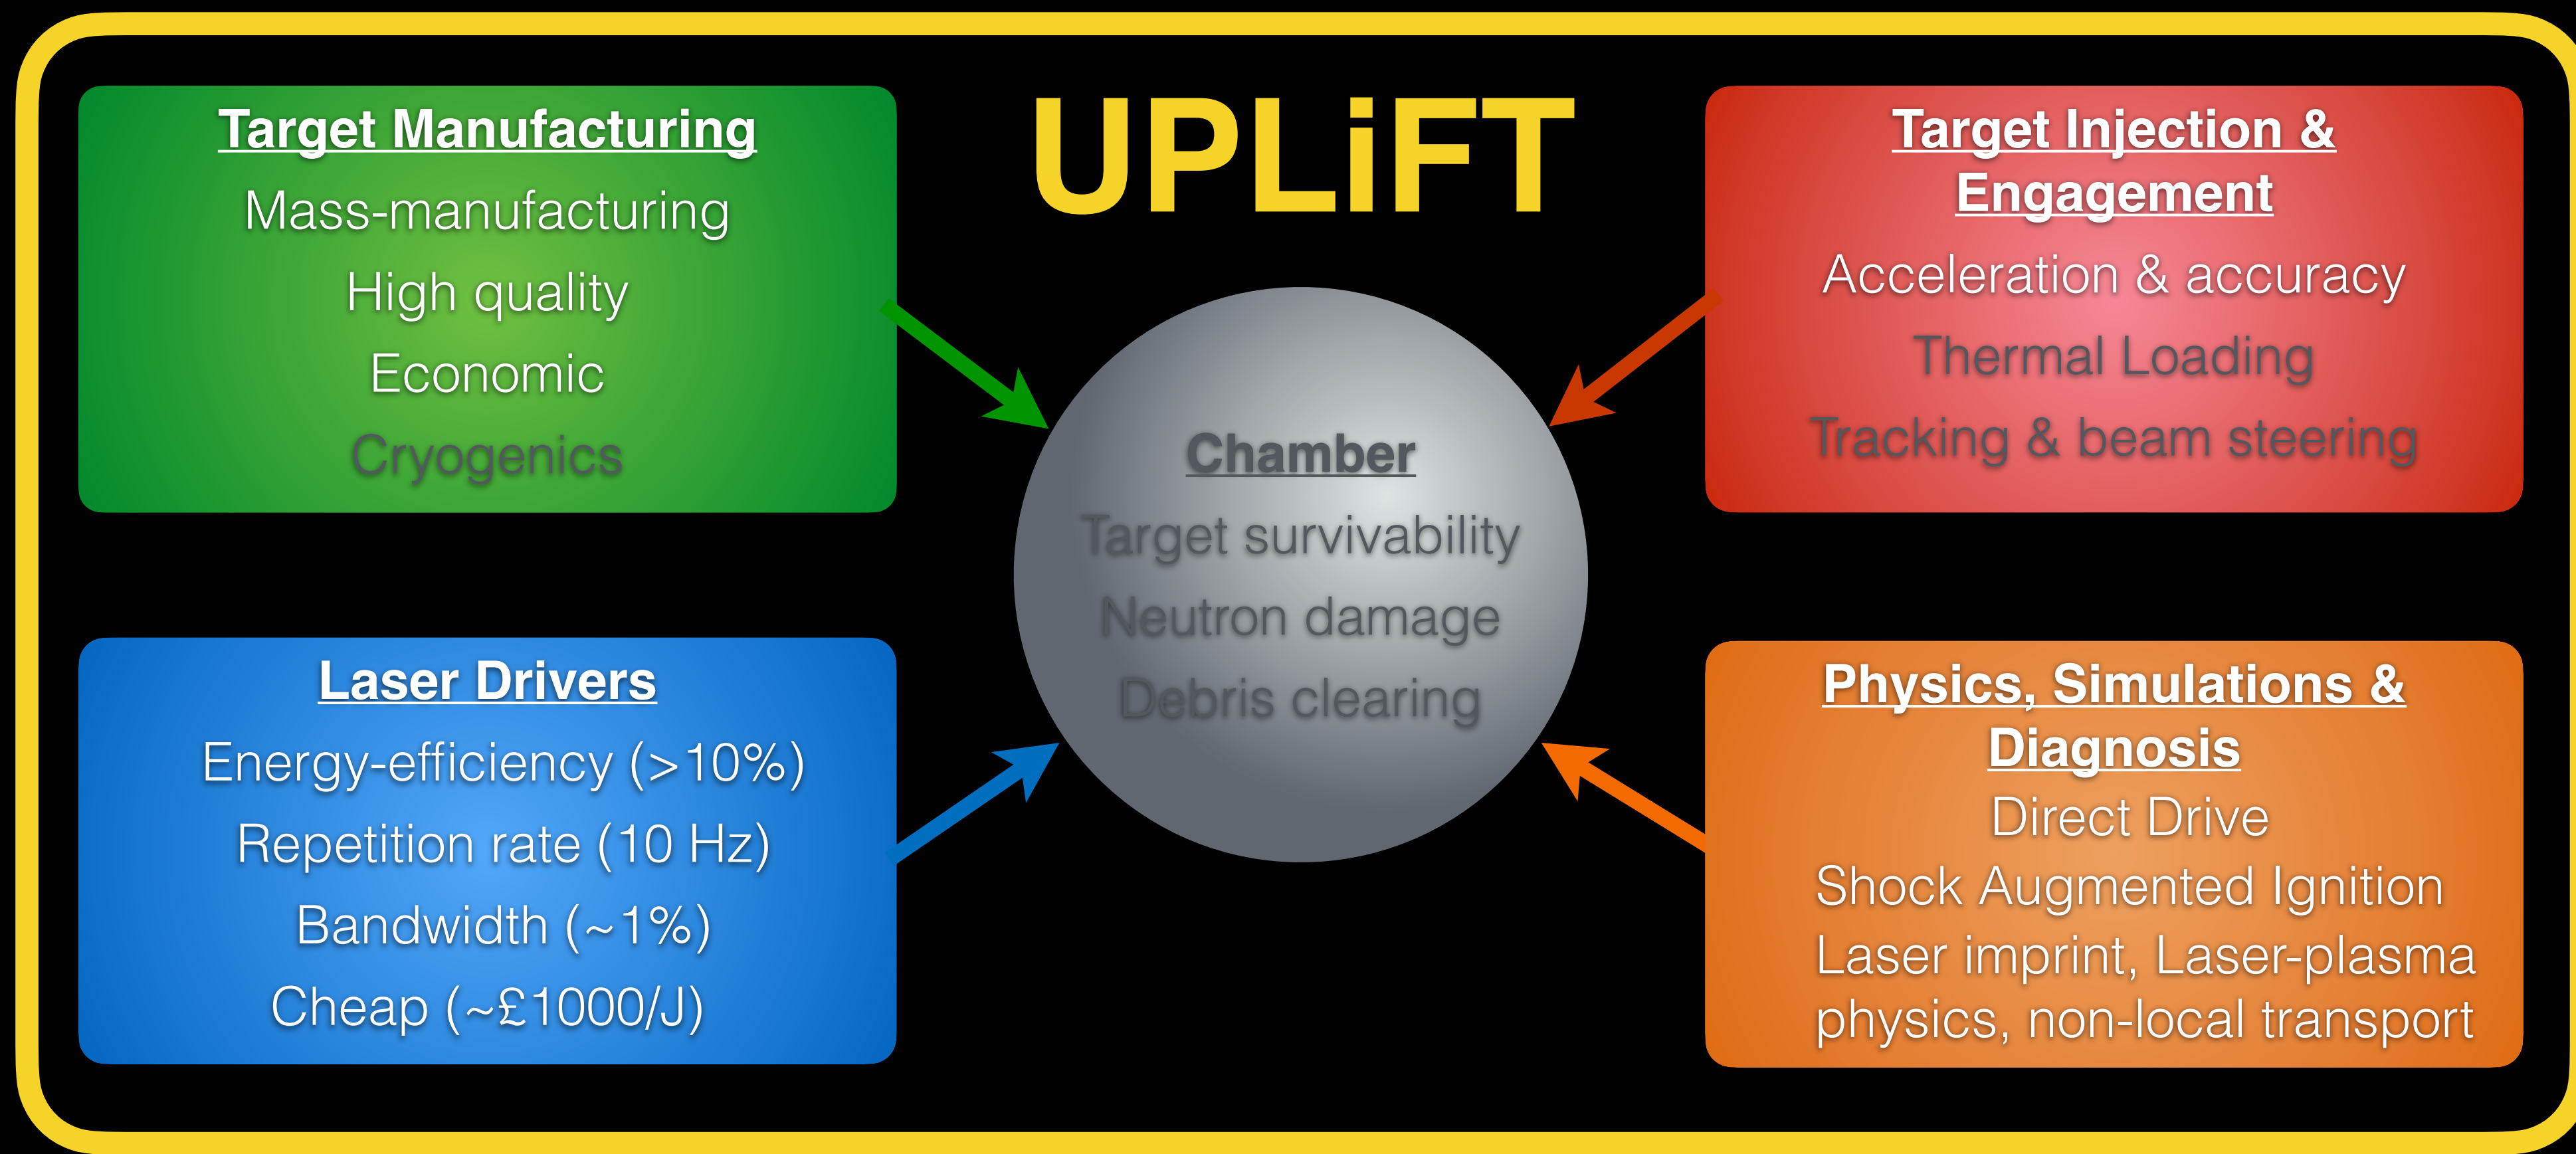 UPLiFT
Target Manufacturing
Mass-manufacturing
High quality
Economic
Cryogenics
Target Injection &
Engagement
Acceleration & accuracy
Thermal Loading
Tracking & beam steering
Chamber
Target survivability
Neutron damage
Debris clearing
Laser Drivers
Energy-efficiency (>10%)
Repetition rate (10 Hz)
Bandwidth (~1%)
Cheap (~£1000/J)
Physics, Simulations &
Diagnosis
Direct Drive
Shock Augmented Ignition
Laser imprint, Laser-plasma
physics, non-local transport